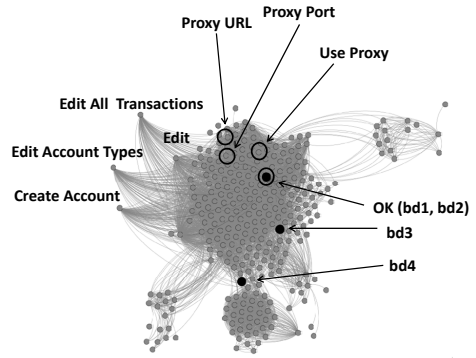 Proxy Port
Proxy URL
Use Proxy
Edit All Transactions
Edit
Edit Account Types
Create Account
OK (bd1, bd2)
bd3
bd4